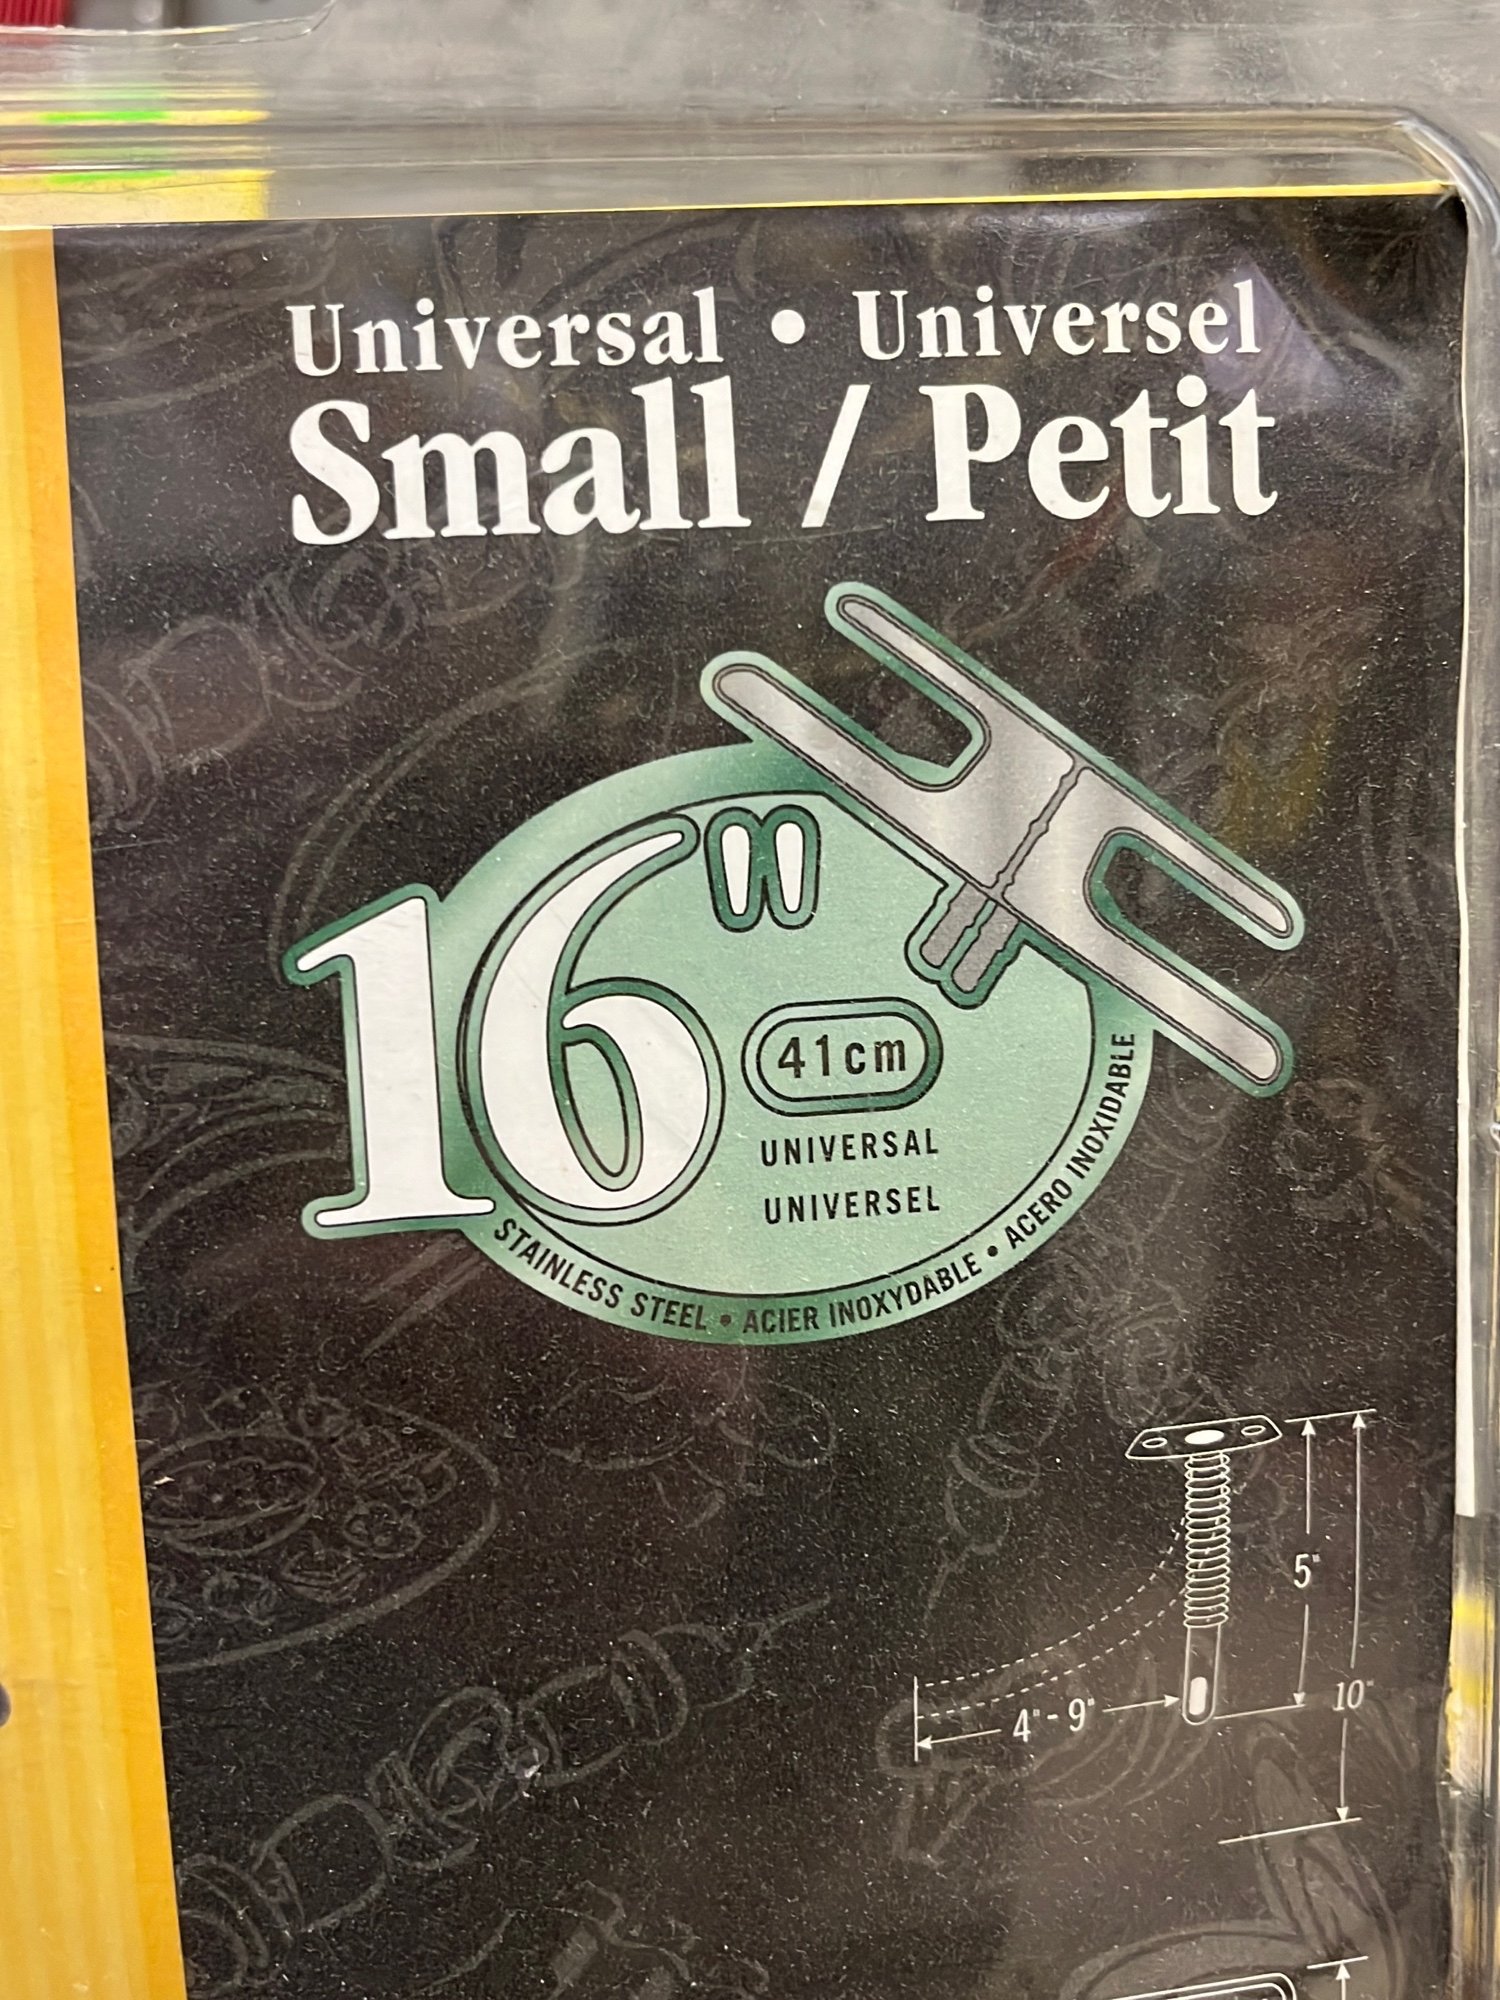 Universal • Universel
Small / Petit
16"
41cm
UNIVERSAL
UNIVERSEL
STAINLESS STEEL • ACIER INOXYDABLE • ACERO INOXIDABLE
5"
10"
4"-9"